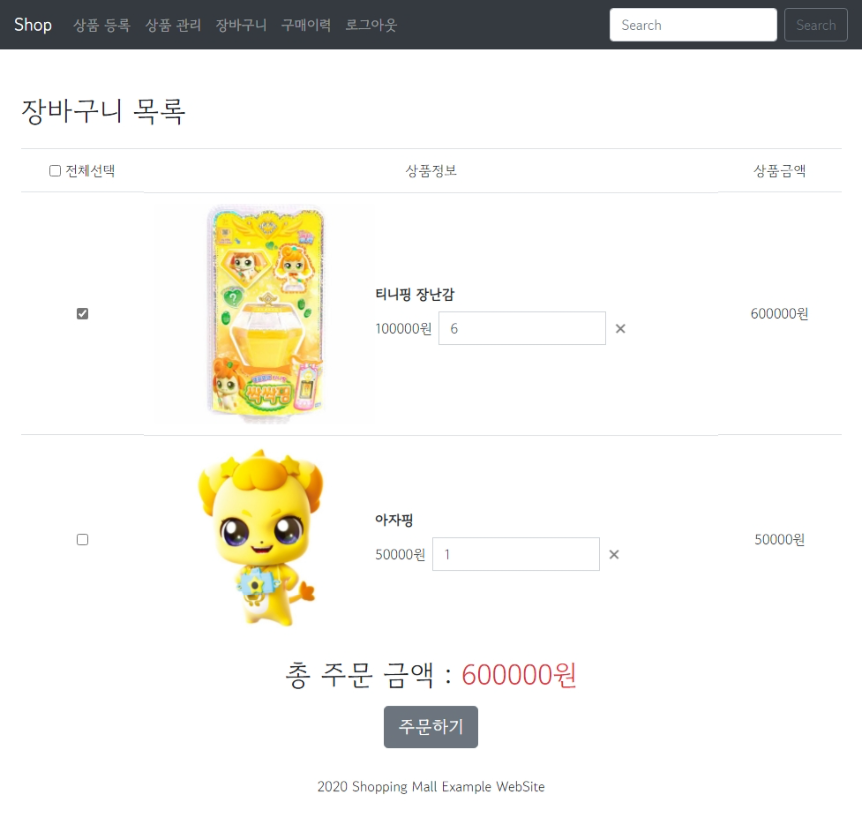 Shop 상품 등록 상품 관리 장바구니 구매이력 로그아웃 Search Search
장바구니 목록
전체선택 상품정보 상품금액
티니핑 장난감
100000원 6 × 600000원
?
싹싹핑
아자핑
50000원 1 × 50000원
총 주문 금액 : 600000원
주문하기
2020 Shopping Mall Example WebSite